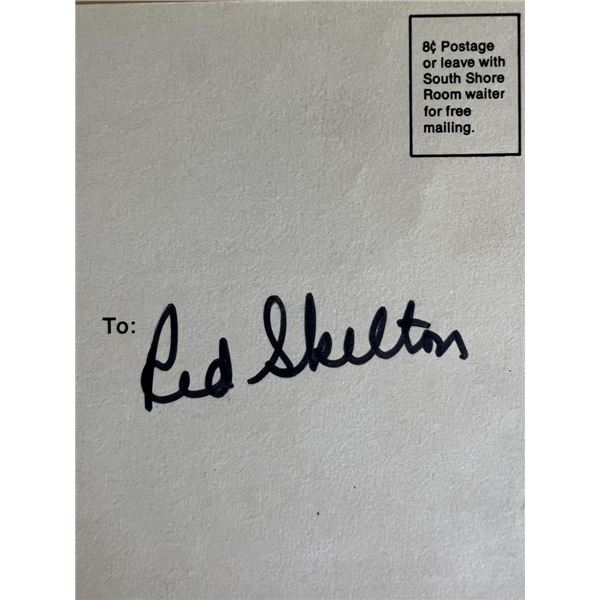 8¢ Postage
or leave with
South Shore
Room waiter
for free
mailing.
To: Red Skelton